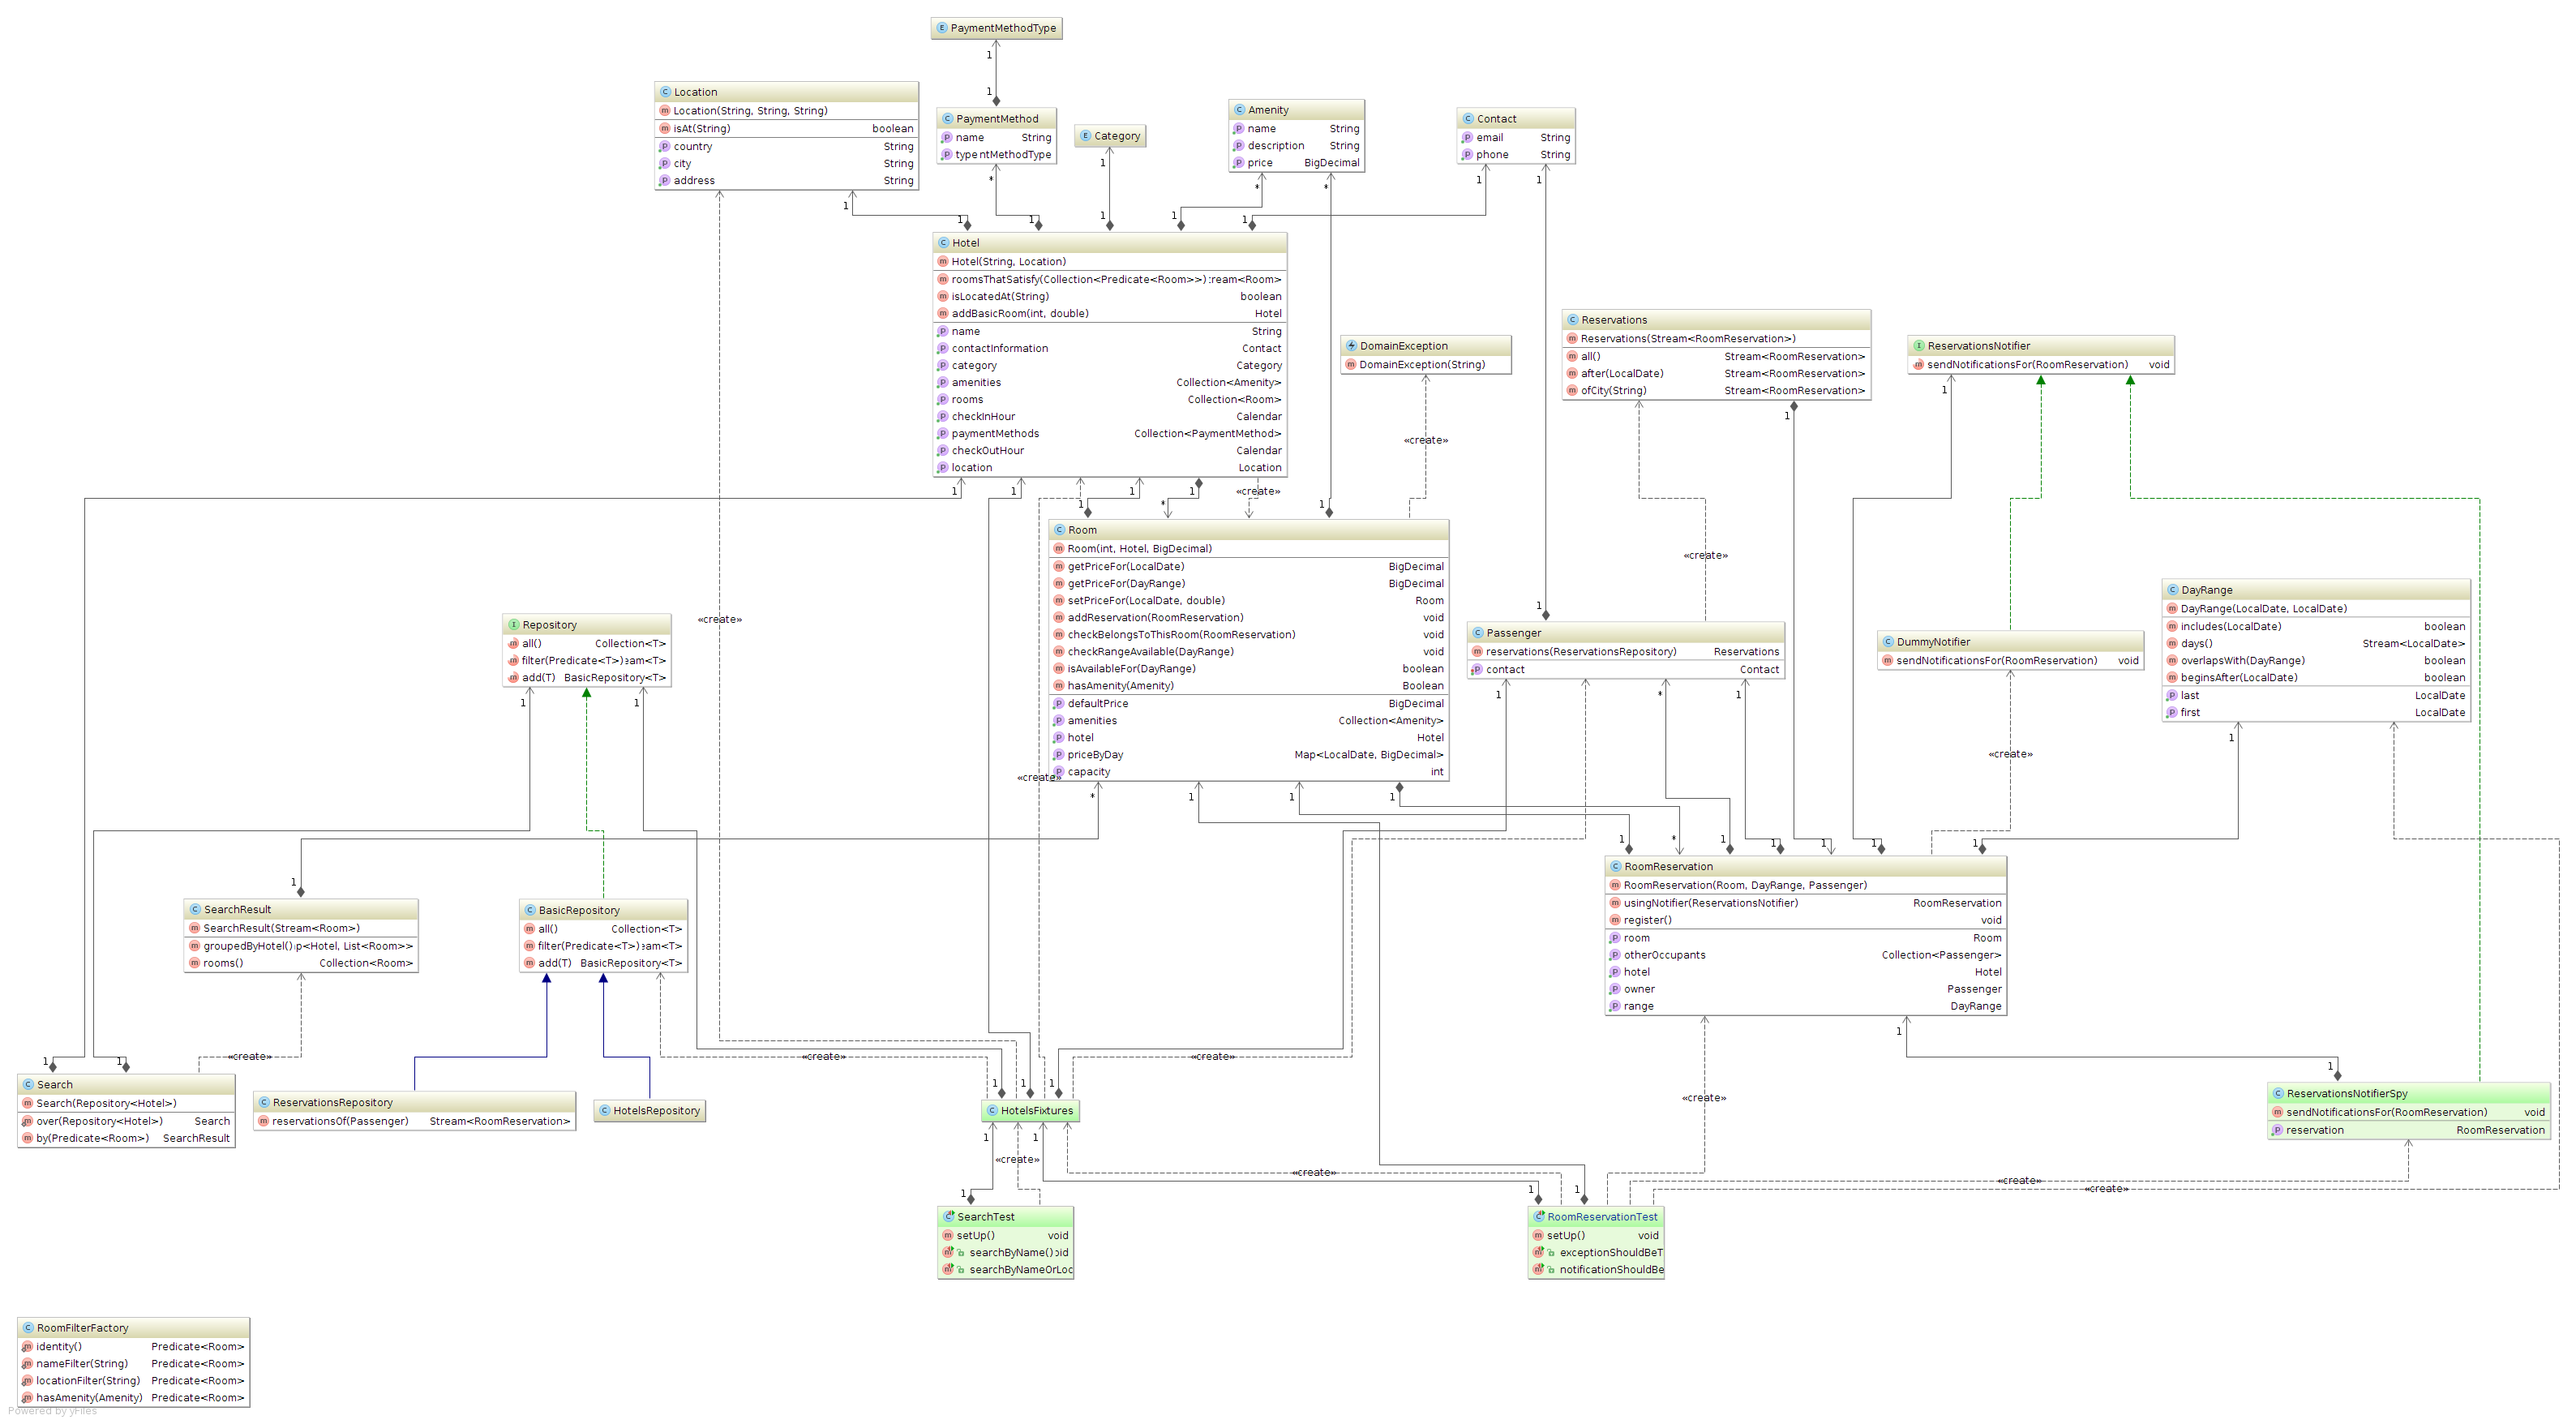 PaymentMethodType
Location
Location(String, String, String)
isAt(String) boolean
country String
city String
address String
PaymentMethod
name String
type ntMethodType
Category
Amenity
name String
description String
price BigDecimal
Contact
email String
phone String
Hotel
Hotel(String, Location)
roomsThatSatisfy(Collection<Predicate<Room>>) :ream<Room>
isLocatedAt(String) boolean
addBasicRoom(int, double) Hotel
name String
contactInformation Contact
category Category
amenities Collection<Amenity>
rooms Collection<Room>
checkInHour Calendar
paymentMethods Collection<PaymentMethod>
checkOutHour Calendar
location Location
DomainException
DomainException(String)
Reservations
Reservations(Stream<RoomReservation>)
all() Stream<RoomReservation>
after(LocalDate) Stream<RoomReservation>
ofCity(String) Stream<RoomReservation>
ReservationsNotifier
sendNotificationsFor(RoomReservation) void
«create»
«create»
«create»
«create»
«create»
«create»
Room
Room(int, Hotel, BigDecimal)
getPriceFor(LocalDate) BigDecimal
getPriceFor(DayRange) BigDecimal
setPriceFor(LocalDate, double) Room
addReservation(RoomReservation) void
checkBelongsToThisRoom(RoomReservation) void
checkRangeAvailable(DayRange) void
isAvailableFor(DayRange) boolean
hasAmenity(Amenity) Boolean
defaultPrice BigDecimal
amenities Collection<Amenity>
hotel Hotel
priceByDay Map<LocalDate, BigDecimal>
capacity int
Repository
all() Collection<T>
filter(Predicate<T>) eam<T>
add(T) BasicRepository<T>
Passenger
reservations(ReservationsRepository) Reservations
contact Contact
DummyNotifier
sendNotificationsFor(RoomReservation) void
DayRange
DayRange(LocalDate, LocalDate)
includes(LocalDate) boolean
days() Stream<LocalDate>
overlapsWith(DayRange) boolean
beginsAfter(LocalDate) boolean
last LocalDate
first LocalDate
SearchResult
SearchResult(Stream<Room>)
groupedByHotel() p<Hotel, List<Room>>
rooms() Collection<Room>
BasicRepository
all() Collection<T>
filter(Predicate<T>) eam<T>
add(T) BasicRepository<T>
RoomReservation
RoomReservation(Room, DayRange, Passenger)
usingNotifier(ReservationsNotifier) RoomReservation
register() void
room Room
otherOccupants Collection<Passenger>
hotel Hotel
owner Passenger
range DayRange
«create»
«create»
«create»
«create»
Search
Search(Repository<Hotel>)
over(Repository<Hotel>) Search
by(Predicate<Room>) SearchResult
ReservationsRepository
reservationsOf(Passenger) Stream<RoomReservation>
HotelsRepository
HotelsFixtures
ReservationsNotifierSpy
sendNotificationsFor(RoomReservation) void
reservation RoomReservation
«create»
«create»
«create»
«create»
SearchTest
setUp() void
searchByName() oid
searchByNameOrLoc
RoomReservationTest
setUp() void
exceptionShouldBeT
notificationShouldBe
RoomFilterFactory
identity() Predicate<Room>
nameFilter(String) Predicate<Room>
locationFilter(String) Predicate<Room>
hasAmenity(Amenity) Predicate<Room>
Powered by yFiles